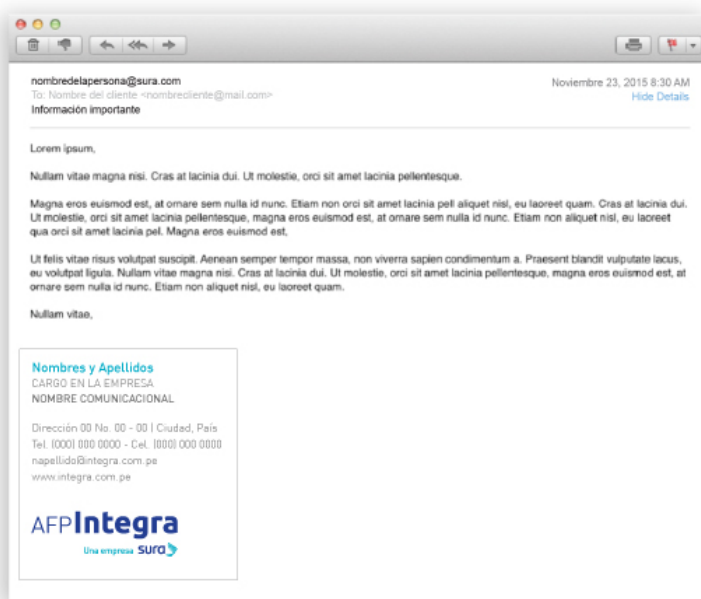 nombredelapersona@sura.com
Noviembre 23, 2015 8:30 AM
To: Nombre del cliente <nombrecliente@mail.com>
Hide Details
Información importante
Lorem ipsum,
Nullam vitae magna nisi. Cras at lacinia dui. Ut molestie, orci sit amet lacinia pellentesque.
Magna eros euismod est, at ornare sem nulla id nunc. Etiam non orci sit amet lacinia pell aliquet nisl, eu laoreet quam. Cras at lacinia dui.
Ut molestie, orci sit amet lacinia pellentesque, magna eros euismod est, at ornare sem nulla id nunc. Etiam non aliquet nisl, eu laoreet
qua orci sit amet lacinia pel. Magna eros euismod est,
Ut felis vitae risus volutpat suscipit. Aenean semper tempor massa, non viverra sapien condimentum a. Praesent blandit vulputate lacus,
eu volutpat ligula. Nullam vitae magna nisi. Cras at lacinia dui. Ut molestie, orci sit amet lacinia pellentesque, magna eros euismod est, at
ornare sem nulla id nunc. Etiam non aliquet nisl, eu laoreet quam.
Nullam vitae,
Nombres y Apellidos
CARGO EN LA EMPRESA
NOMBRE COMUNICACIONAL
Dirección 00 No. 00 - 00 | Ciudad, País
Tel. (000) 000 0000 - Cel. (000) 000 0000
napellido@integra.com.pe
www.integra.com.pe
AFPIntegra
Una empresa sura